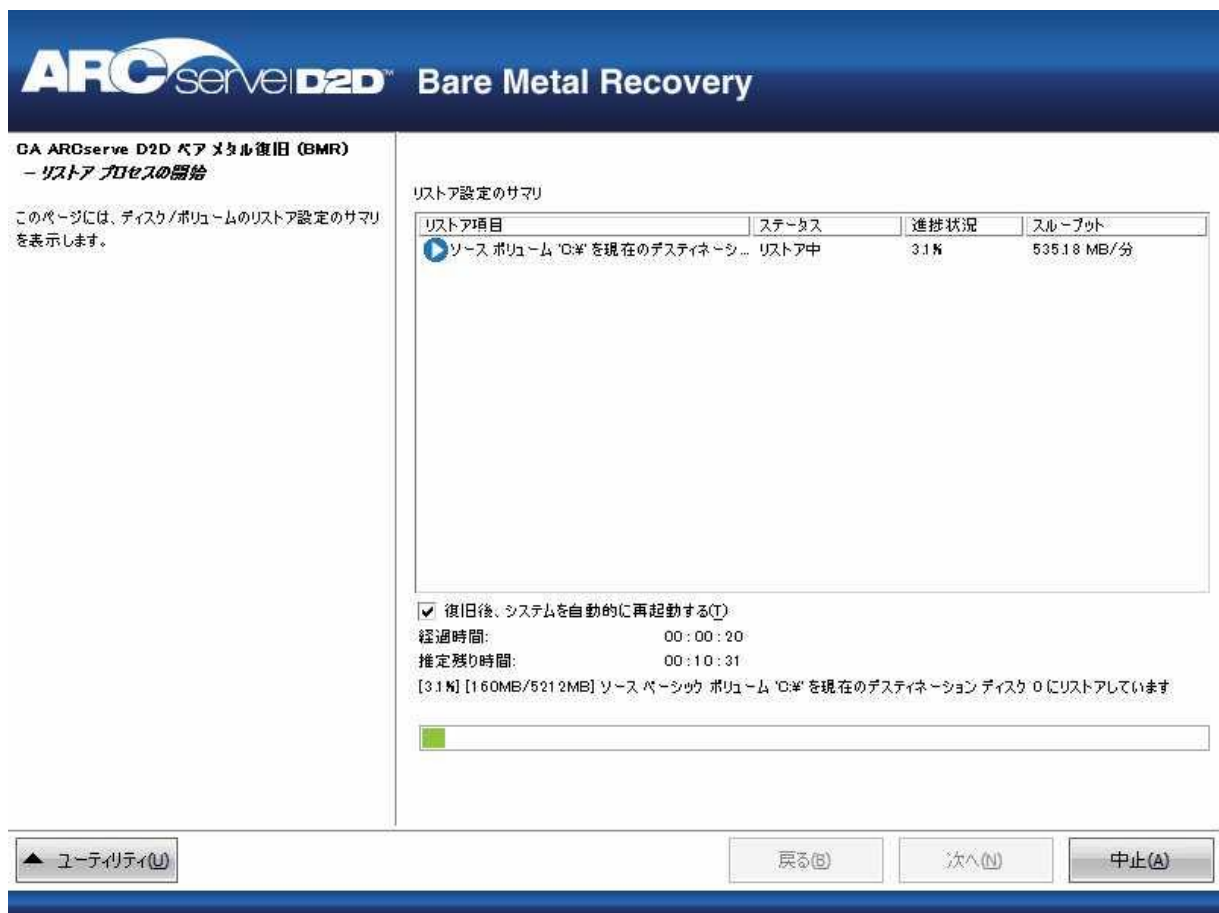 ARCserve D2D™ Bare Metal Recovery
CA ARCserve D2D ベア メタル復旧 (BMR)
- リストア プロセスの開始
このページには、ディスク/ボリュームのリストア設定のサマリ
を表示します。
リストア設定のサマリ
リストア項目 ステータス 進捗状況 スループット
ソース ボリューム 'C:¥' を現在のデスティネーシ... リストア中 3.1% 535.18 MB/分
復旧後、システムを自動的に再起動する(T)
経過時間: 00 : 00 : 20
推定残り時間: 00 : 10 : 31
[3.1%] [160MB/5212MB] ソース ベーシック ボリューム 'C:¥' を現在のデスティネーション ディスク 0 にリストアしています
ユーティリティ(U) 戻る(B) 次へ(N) 中止(A)